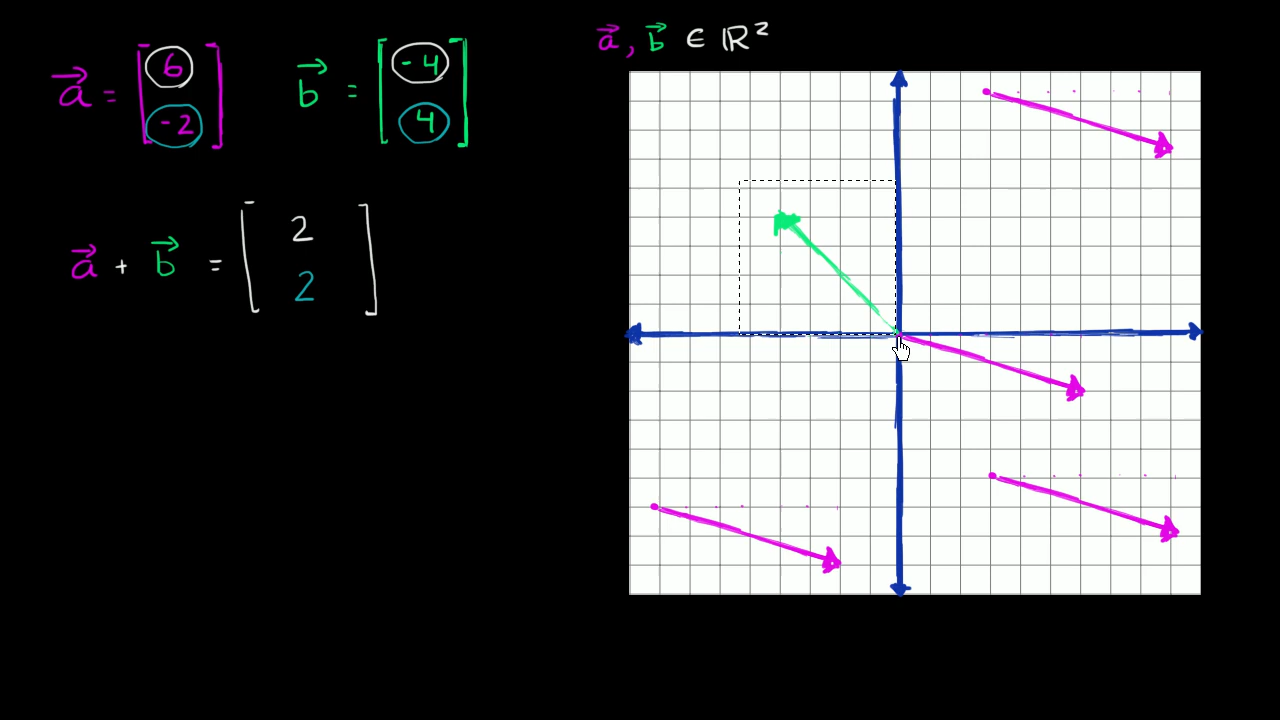 a⃗ = [6 -2]
b⃗ = [-4 4]
a⃗, b⃗ ∈ ℝ²
a⃗ + b⃗ = [2 2]